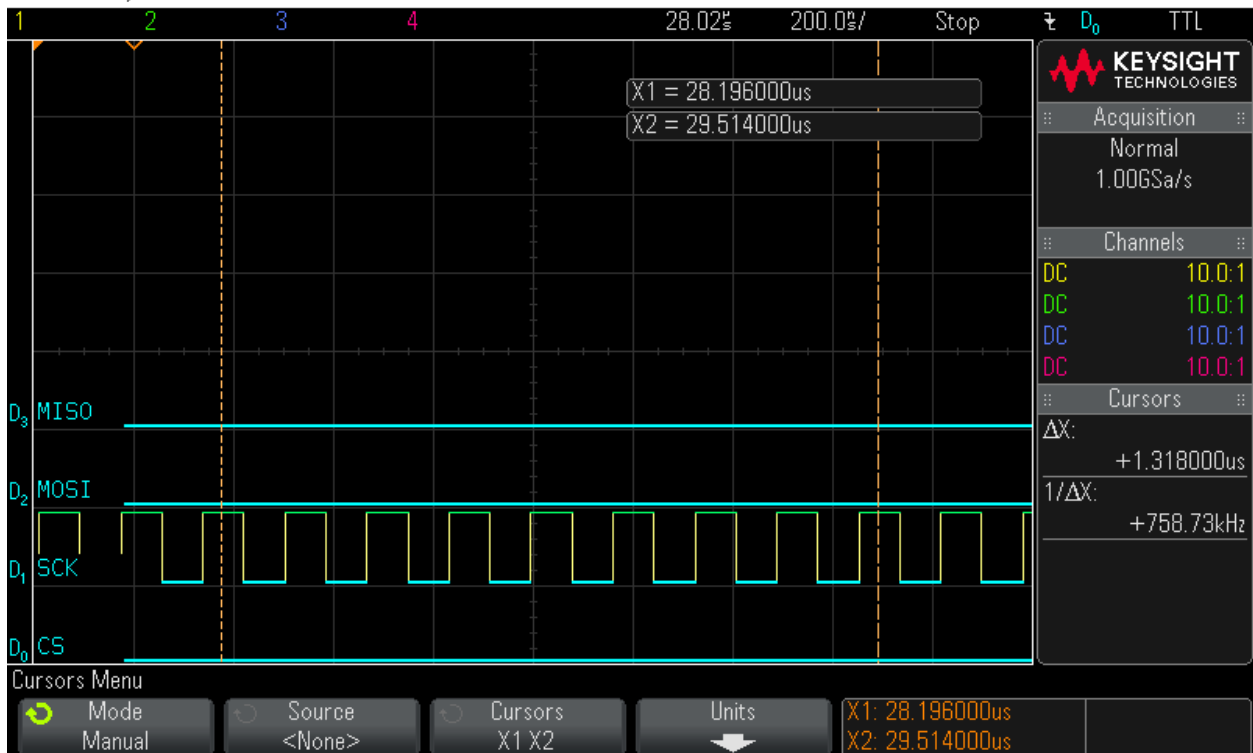 1 2 3 4 28.02us 200.0ns/ Stop D0 TTL
KEYSIGHT
TECHNOLOGIES
X1 = 28.196000us
X2 = 29.514000us
Acquisition
Normal
1.00GSa/s
Channels
DC 10.0:1
DC 10.0:1
DC 10.0:1
DC 10.0:1
Cursors
ΔX:
+1.318000us
1/ΔX:
+758.73kHz
D3 MISO
D2 MOSI
D1 SCK
D0 CS
Cursors Menu
Mode
Manual
Source
<None>
Cursors
X1 X2
Units
X1: 28.196000us
X2: 29.514000us